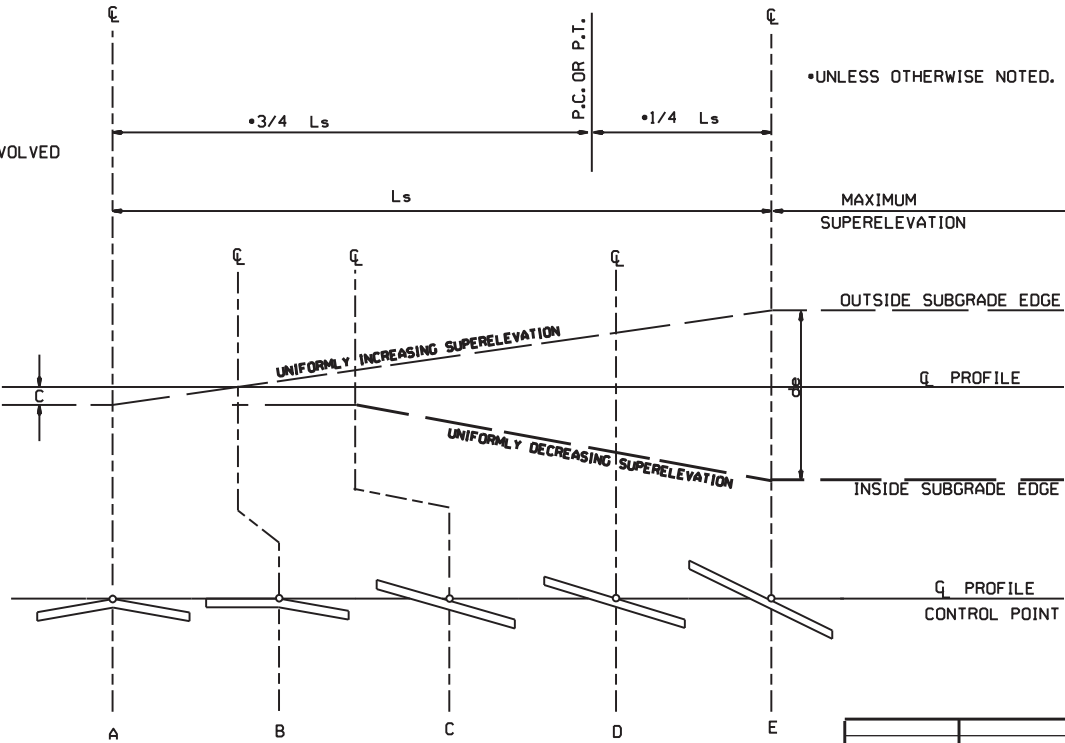 ℄
℄
P.C. OR P.T.
•UNLESS OTHERWISE NOTED.
•3/4 Ls
•1/4 Ls
VOLVED
Ls
MAXIMUM
SUPERELEVATION
℄
℄
℄
OUTSIDE SUBGRADE EDGE
UNIFORMLY INCREASING SUPERELEVATION
℄ PROFILE
C
de
UNIFORMLY DECREASING SUPERELEVATION
INSIDE SUBGRADE EDGE
℄ PROFILE
CONTROL POINT
A
B
C
D
E